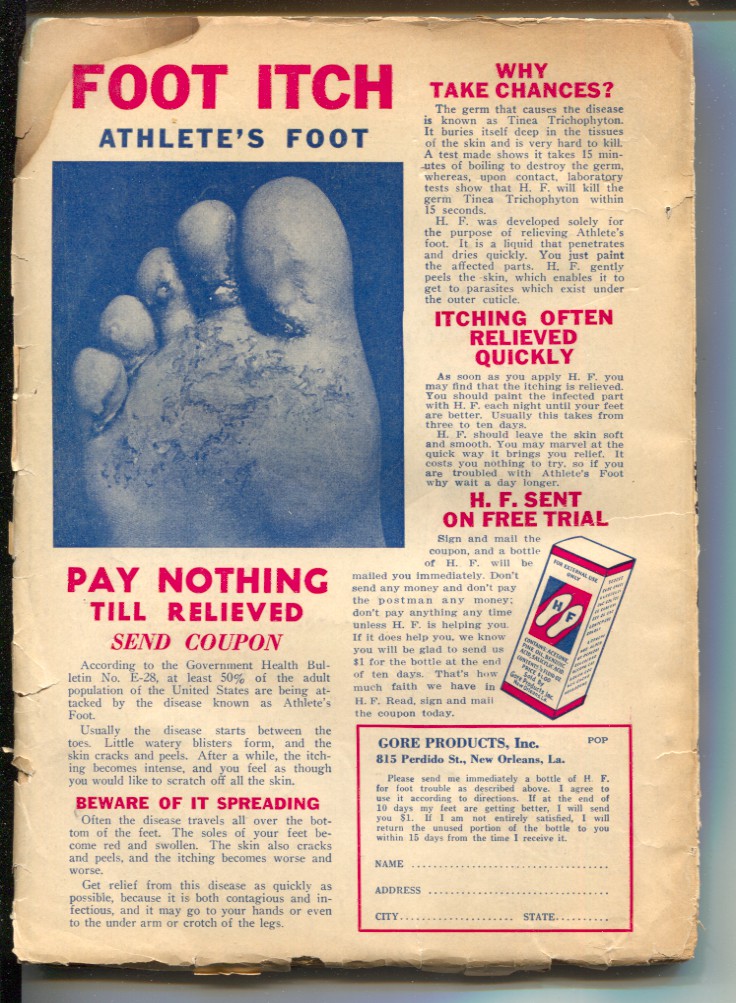 FOOT ITCH
ATHLETE'S FOOT
PAY NOTHING
TILL RELIEVED
SEND COUPON
According to the Government Health Bul-
letin No. E-28, at least 50% of the adult
population of the United States are being at-
tacked by the disease known as Athlete's
Foot.
Usually the disease starts between the
toes. Little watery blisters form, and the
skin cracks and peels. After a while, the itch-
ing becomes intense, and you feel as though
you would like to scratch off all the skin.
BEWARE OF IT SPREADING
Often the disease travels all over the bot-
tom of the feet. The soles of your feet be-
come red and swollen. The skin also cracks
and peels, and the itching becomes worse and
worse.
Get relief from this disease as quickly as
possible, because it is both contagious and in-
fectious, and it may go to your hands or even
to the under arm or crotch of the legs.
WHY
TAKE CHANCES?
The germ that causes the disease
is known as Tinea Trichophyton.
It buries itself deep in the tissues
of the skin and is very hard to kill.
A test made shows it takes 15 min-
utes of boiling to destroy the germ,
whereas, upon contact, laboratory
tests show that H. F. will kill the
germ Tinea Trichophyton within
15 seconds.
H. F. was developed solely for
the purpose of relieving Athlete's
foot. It is a liquid that penetrates
and dries quickly. You just paint
the affected parts. H. F. gently
peels the skin, which enables it to
get to parasites which exist under
the outer cuticle.
ITCHING OFTEN
RELIEVED
QUICKLY
As soon as you apply H. F. you
may find that the itching is relieved.
You should paint the infected part
with H. F. each night until your feet
are better. Usually this takes from
three to ten days.
H. F. should leave the skin soft
and smooth. You may marvel at the
quick way it brings you relief. It
costs you nothing to try, so if you
are troubled with Athlete's Foot
why wait a day longer.
H. F. SENT
ON FREE TRIAL
Sign and mail the
coupon, and a bottle
of H. F. will be
mailed you immediately. Don't
send any money and don't pay
the postman any money;
don't pay anything any time
unless H. F. is helping you.
If it does help you, we know
you will be glad to send us
$1 for the bottle at the end
of ten days. That's how
much faith we have in
H. F. Read, sign and mail
the coupon today.
FOR EXTERNAL USE
ONLY
H F
CONTAINS: ACETONE,
PINE OIL, BENZOIC
ACID, SALICYLIC ACID
PRICE $1.00
Sold By
Gore Products Inc.
New Orleans, La.
GORE PRODUCTS, Inc. POP
815 Perdido St., New Orleans, La.
Please send me immediately a bottle of H. F.
for foot trouble as described above. I agree to
use it according to directions. If at the end of
10 days my feet are getting better, I will send
you $1. If I am not entirely satisfied, I will
return the unused portion of the bottle to you
within 15 days from the time I receive it.
NAME
ADDRESS
CITY STATE